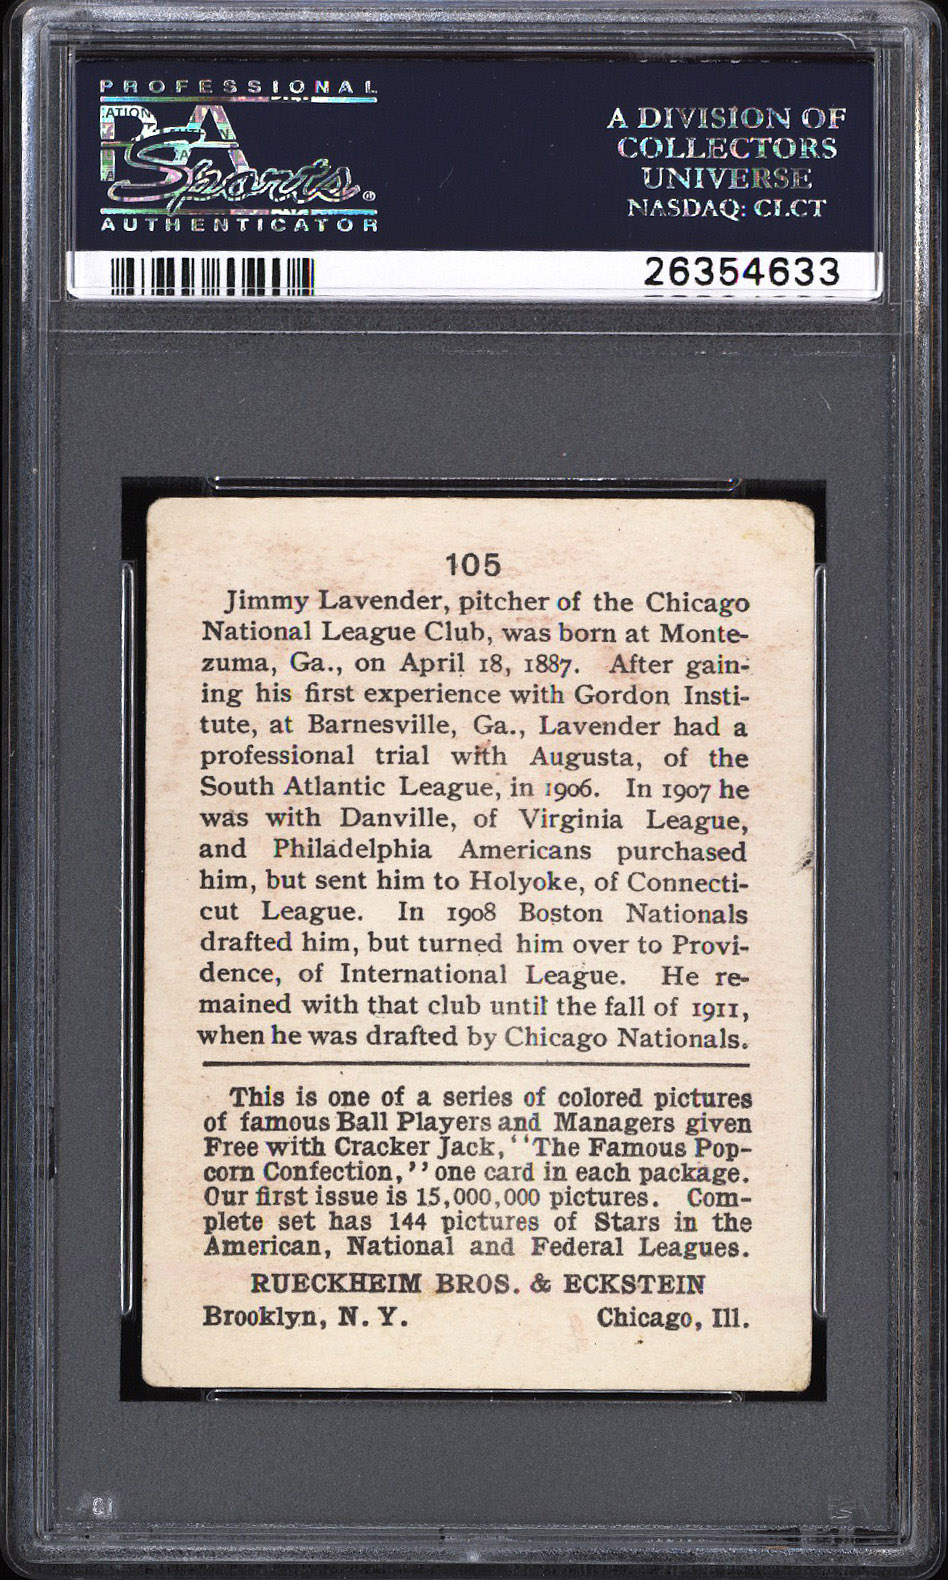 PROFESSIONAL
PSA
Sports®
AUTHENTICATOR
A DIVISION OF
COLLECTORS
UNIVERSE
NASDAQ: CLCT
26354633
105
Jimmy Lavender, pitcher of the Chicago
National League Club, was born at Monte-
zuma, Ga., on April 18, 1887. After gain-
ing his first experience with Gordon Insti-
tute, at Barnesville, Ga., Lavender had a
professional trial with Augusta, of the
South Atlantic League, in 1906. In 1907 he
was with Danville, of Virginia League,
and Philadelphia Americans purchased
him, but sent him to Holyoke, of Connecti-
cut League. In 1908 Boston Nationals
drafted him, but turned him over to Provi-
dence, of International League. He re-
mained with that club until the fall of 1911,
when he was drafted by Chicago Nationals.
This is one of a series of colored pictures
of famous Ball Players and Managers given
Free with Cracker Jack, "The Famous Pop-
corn Confection," one card in each package.
Our first issue is 15,000,000 pictures. Com-
plete set has 144 pictures of Stars in the
American, National and Federal Leagues.
RUECKHEIM BROS. & ECKSTEIN
Brooklyn, N. Y. Chicago, Ill.